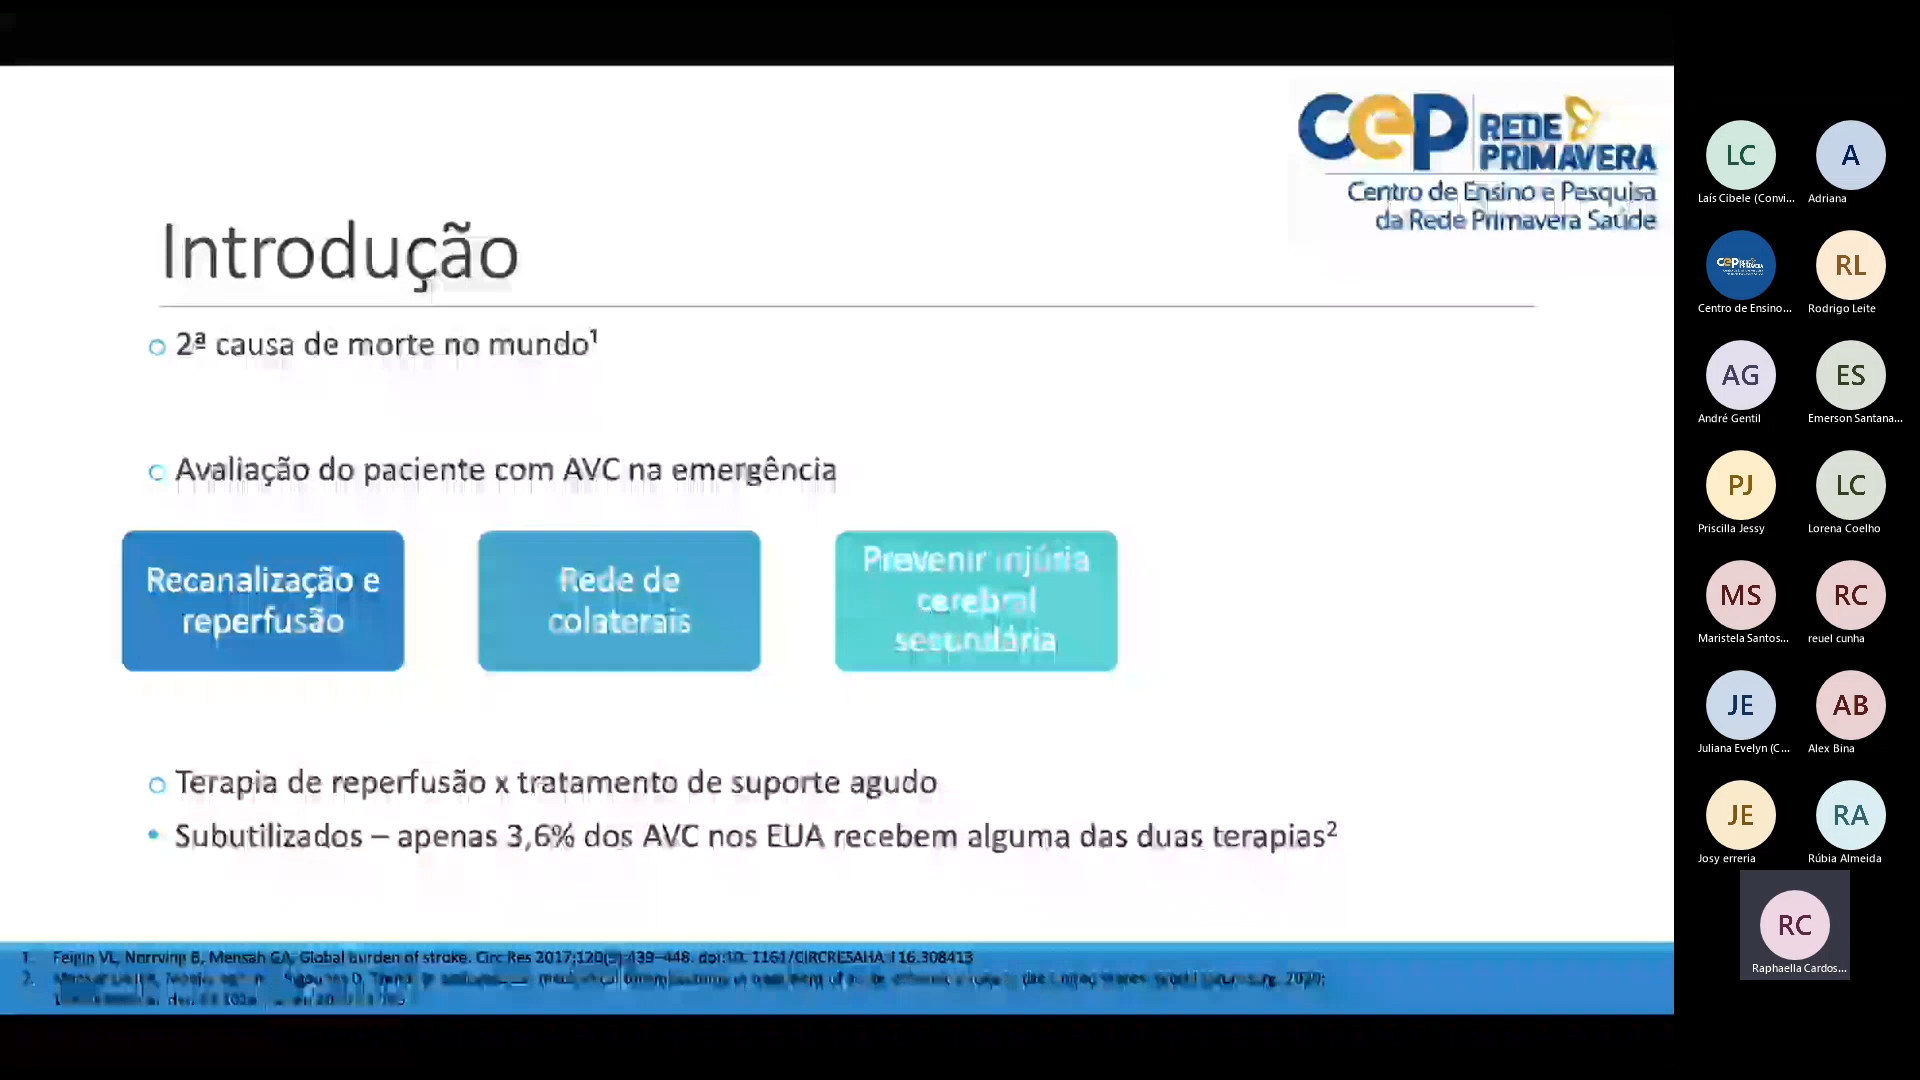 cep REDE PRIMAVERA
Centro de Ensino e Pesquisa
da Rede Primavera Saúde
Introdução
2ª causa de morte no mundo¹
Avaliação do paciente com AVC na emergência
Recanalização e
reperfusão
Rede de
colaterais
Prevenir injúria
cerebral
secundária
Terapia de reperfusão x tratamento de suporte agudo
Subutilizados – apenas 3,6% dos AVC nos EUA recebem alguma das duas terapias²
1. Feigin VL, Norrving B, Mensah GA. Global burden of stroke. Circ Res 2017;120(3):439–448. doi:10. 1161/CIRCRESAHA.116.308413
2.
LC
A
Laís Cibele (Convi...
Adriana
RL
Centro de Ensino...
Rodrigo Leite
AG
ES
André Gentil
Emerson Santana...
PJ
LC
Priscilla Jessy
Lorena Coelho
MS
RC
Maristela Santos...
reuel cunha
JE
AB
Juliana Evelyn (C...
Alex Bina
JE
RA
Josy erreria
Rúbia Almeida
RC
Raphaella Cardos...